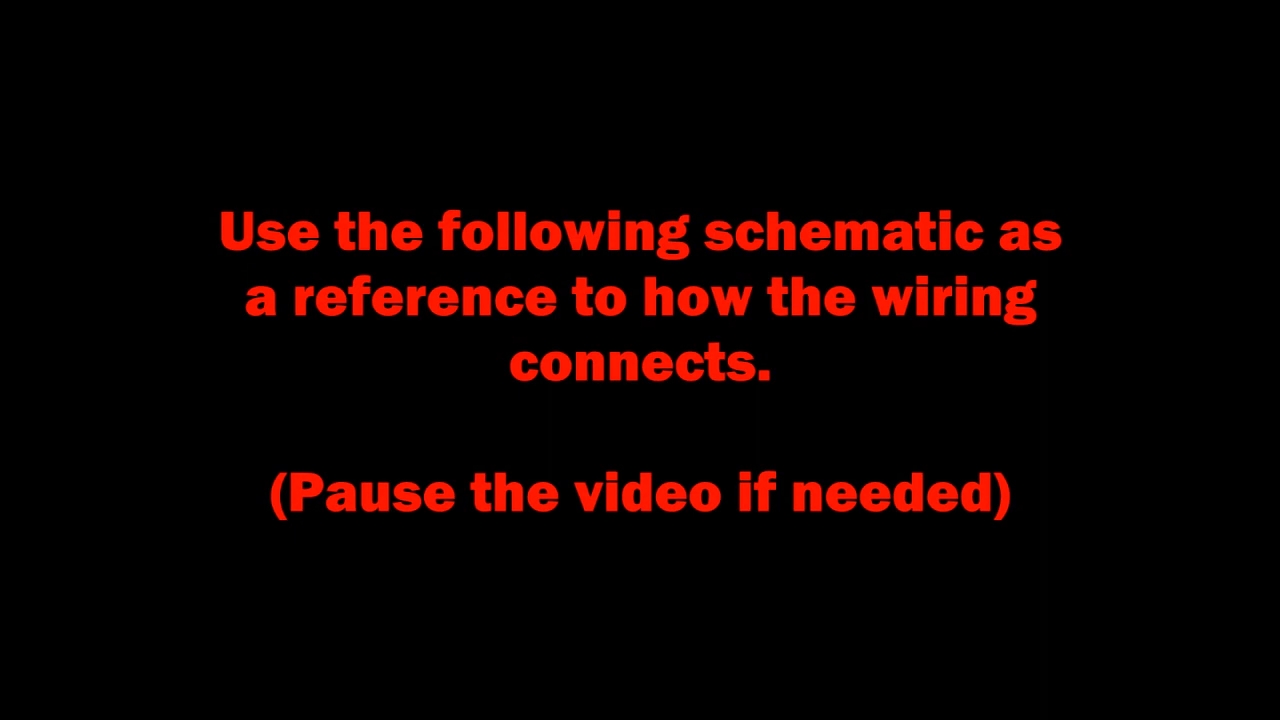 Use the following schematic as
a reference to how the wiring
connects.
(Pause the video if needed)